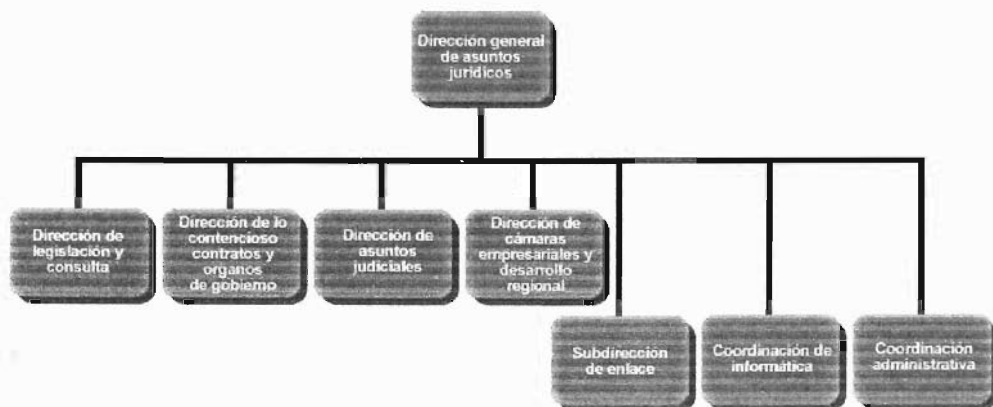 Dirección general
de asuntos
jurídicos
Dirección de
legislación y
consulta
Dirección de lo
contencioso
contratos y
organos
de gobierno
Dirección de
asuntos
judiciales
Dirección de
cámaras
empresariales y
desarrollo
regional
Subdirección
de enlace
Coordinación de
informática
Coordinación
administrativa